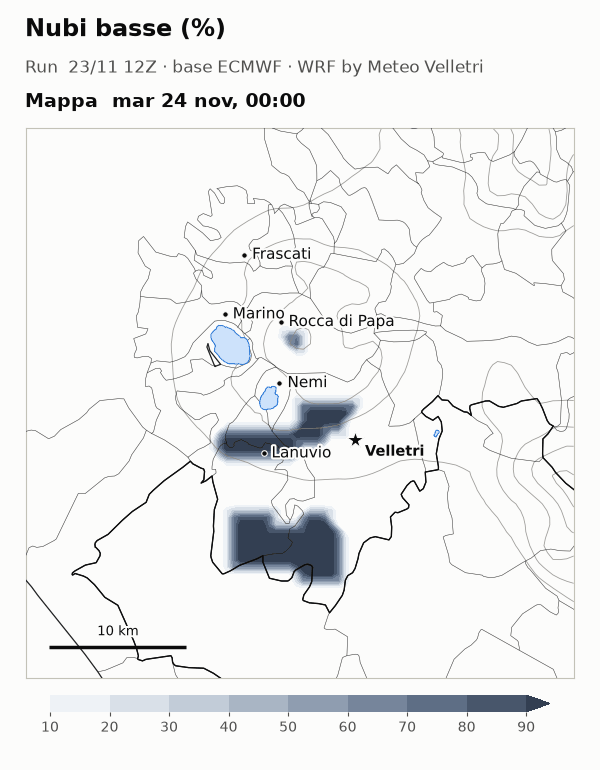 Nubi basse (%)
Run  23/11 12Z · base ECMWF · WRF by Meteo Velletri
Mappa  mar 24 nov, 00:00
Frascati
Marino
Rocca di Papa
Nemi
Velletri
Lanuvio
10 km
10 20 30 40 50 60 70 80 90